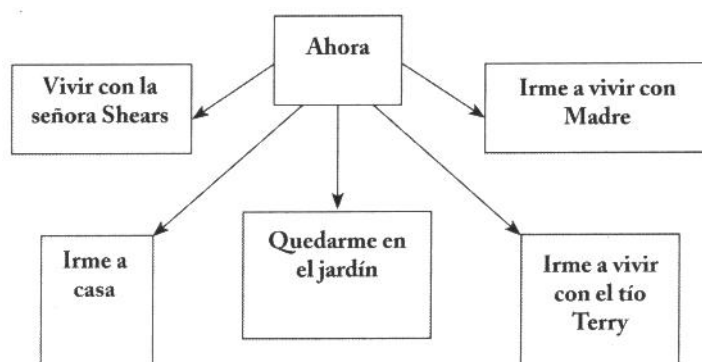 Ahora
Vivir con la
señora Shears
Irme a vivir con
Madre
Irme a
casa
Quedarme en
el jardín
Irme a vivir
con el tío
Terry